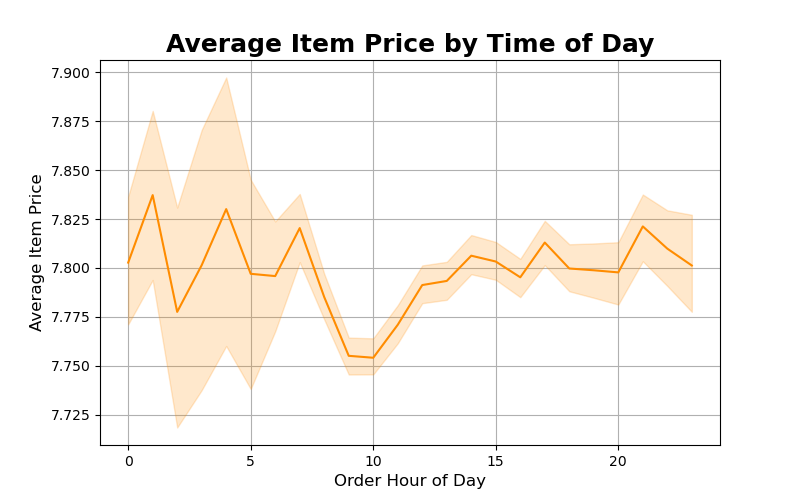 Average Item Price by Time of Day
7.900
7.875
7.850
7.825
7.800
7.775
7.750
7.725
Average Item Price
0 5 10 15 20
Order Hour of Day